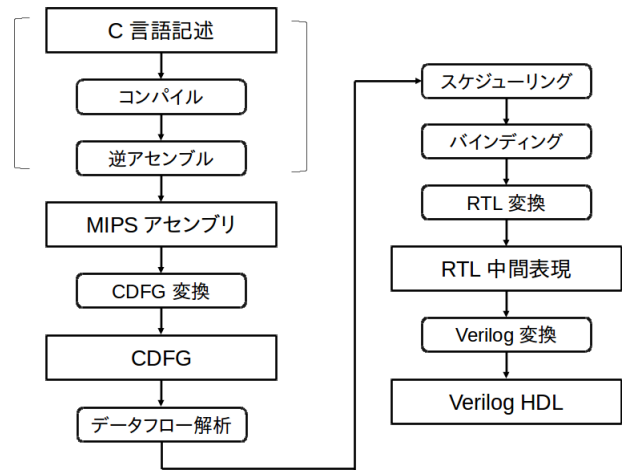 C 言語記述
コンパイル
逆アセンブル
MIPS アセンブリ
CDFG 変換
CDFG
データフロー解析
スケジューリング
バインディング
RTL 変換
RTL 中間表現
Verilog 変換
Verilog HDL